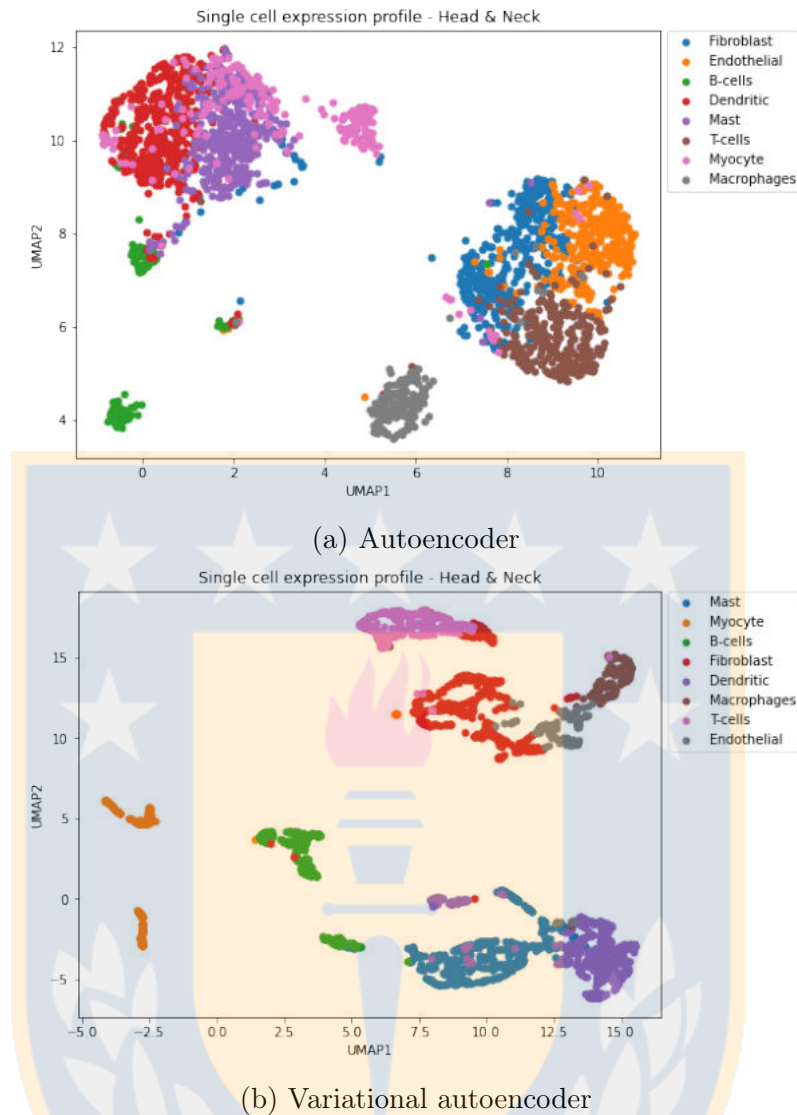 Single cell expression profile - Head & Neck
12
10
8
6
4
UMAP2
0
2
4
6
8
10
UMAP1
Fibroblast
Endothelial
B-cells
Dendritic
Mast
T-cells
Myocyte
Macrophages
(a) Autoencoder
Single cell expression profile - Head & Neck
15
10
5
0
−5
UMAP2
−5.0
−2.5
0.0
2.5
5.0
7.5
10.0
12.5
15.0
UMAP1
Mast
Myocyte
B-cells
Fibroblast
Dendritic
Macrophages
T-cells
Endothelial
(b) Variational autoencoder